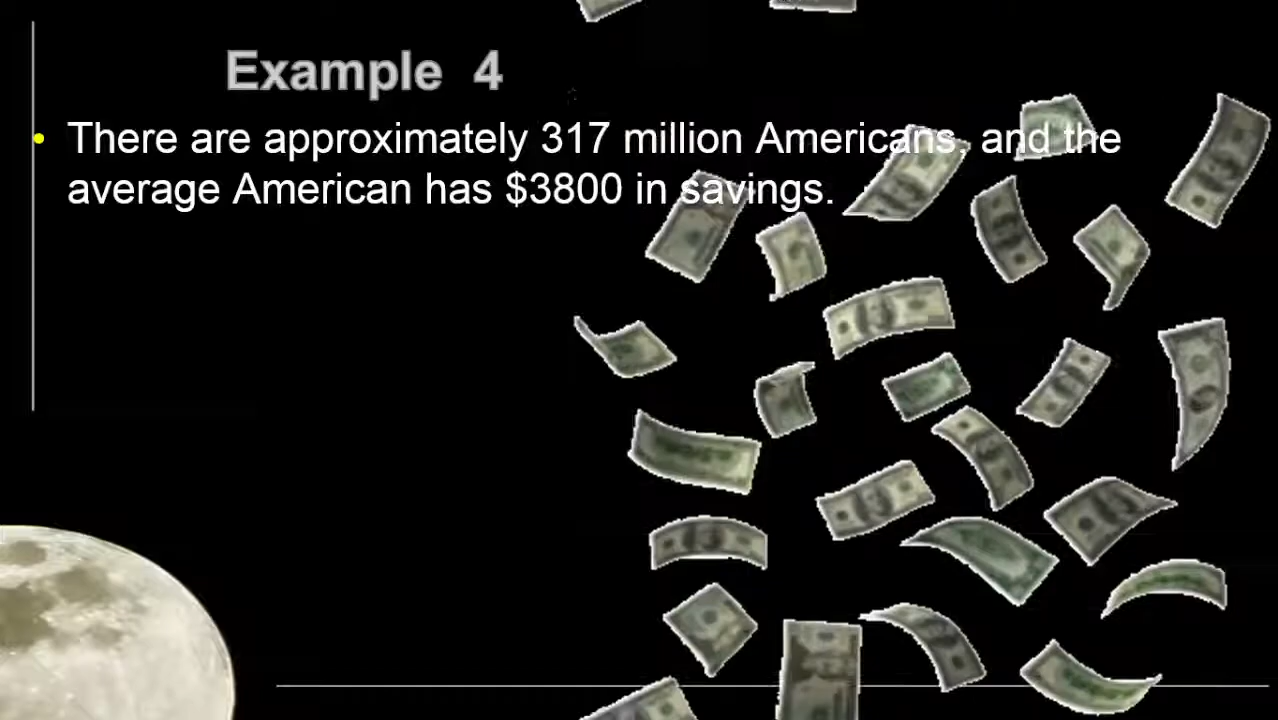 Example 4
• There are approximately 317 million Americans, and the
average American has $3800 in savings.